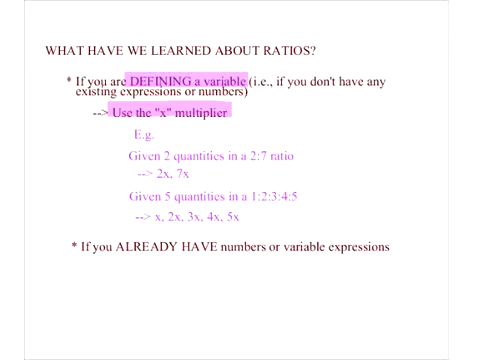 WHAT HAVE WE LEARNED ABOUT RATIOS?
* If you are DEFINING a variable (i.e., if you don't have any
existing expressions or numbers)
--> Use the "x" multiplier
E.g.
Given 2 quantities in a 2:7 ratio
--> 2x, 7x
Given 5 quantities in a 1:2:3:4:5
--> x, 2x, 3x, 4x, 5x
* If you ALREADY HAVE numbers or variable expressions